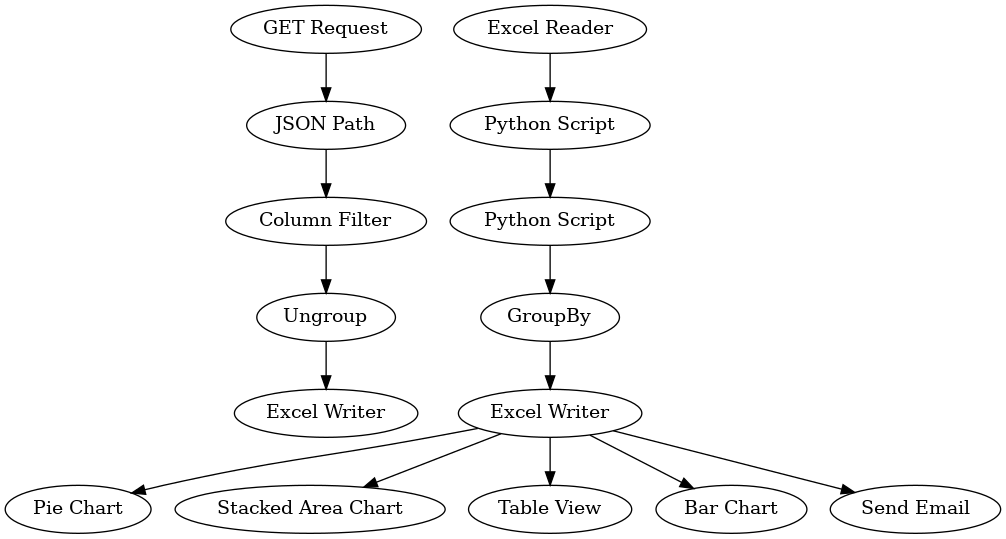 GET Request
Excel Reader
JSON Path
Python Script
Column Filter
Python Script
Ungroup
GroupBy
Excel Writer
Excel Writer
Pie Chart
Stacked Area Chart
Table View
Bar Chart
Send Email